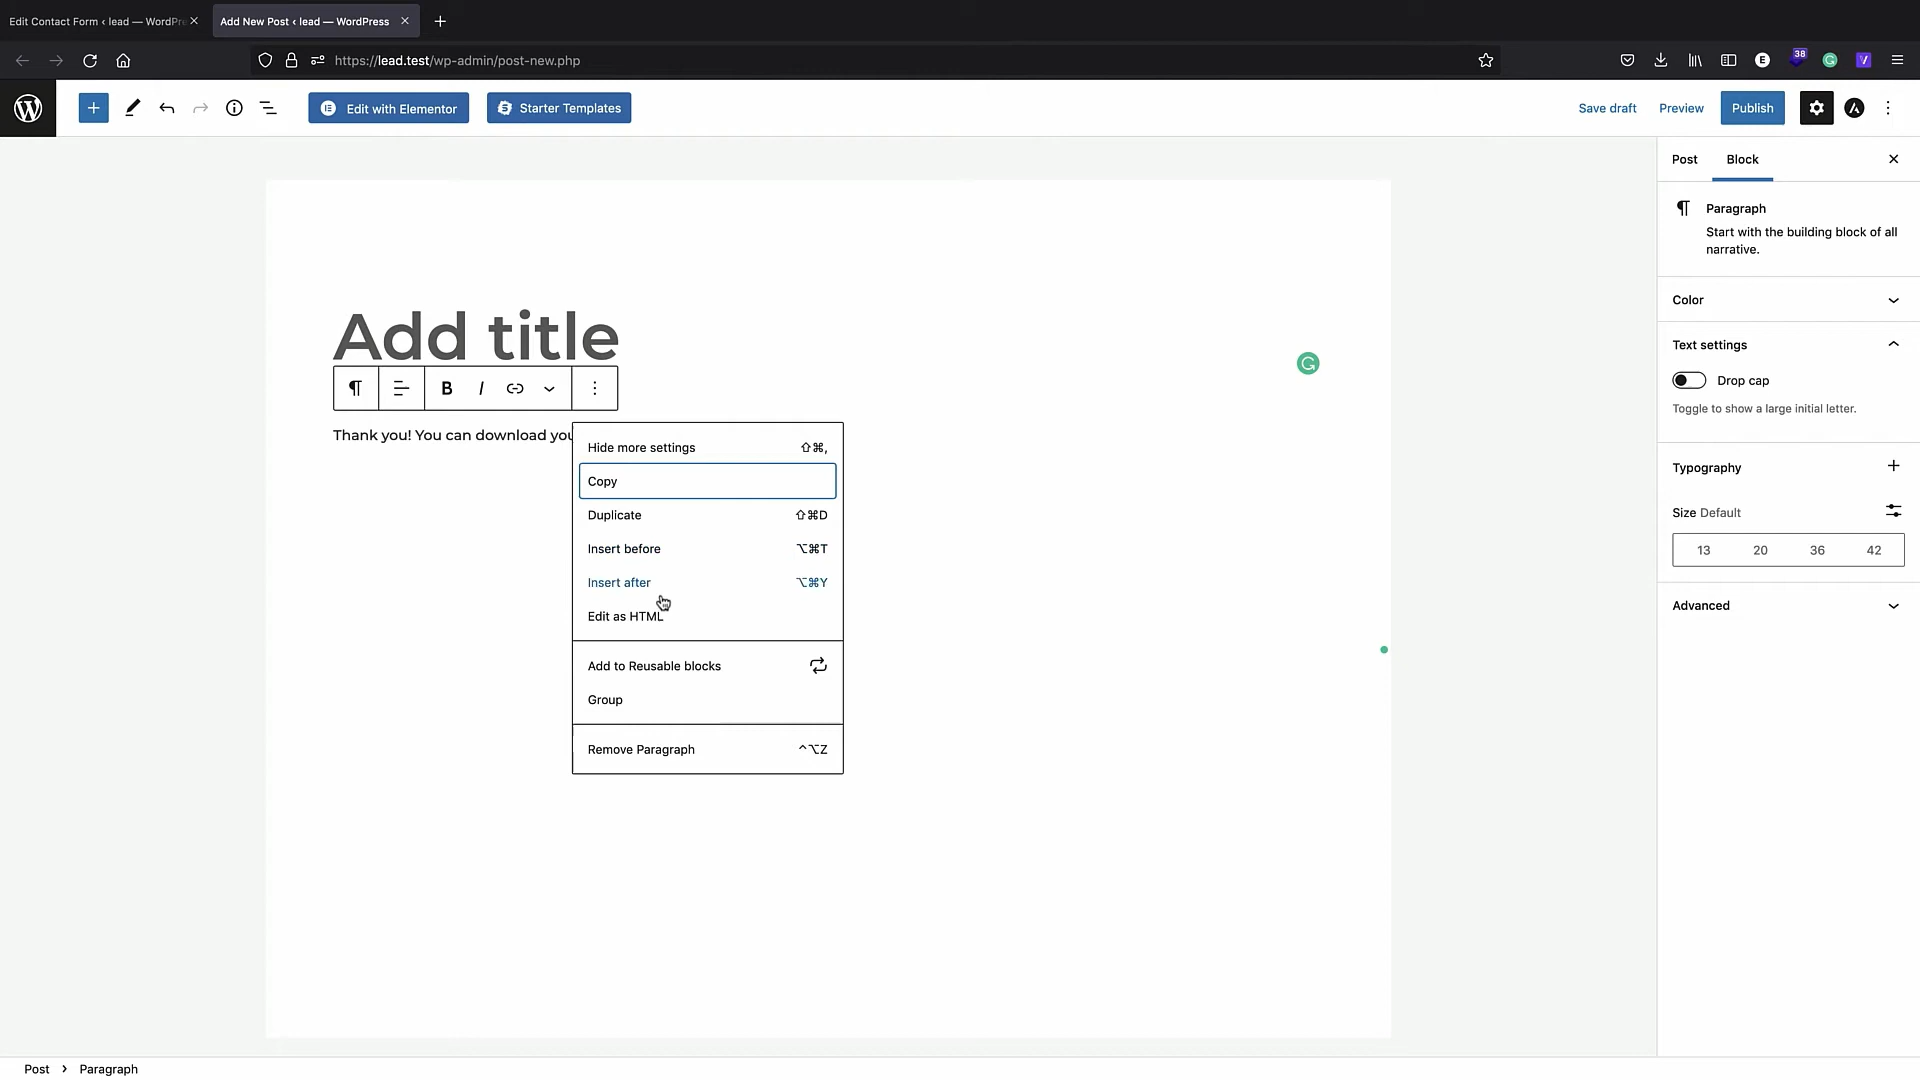 Edit Contact Form ‹ lead — WordPre
Add New Post ‹ lead — WordPress
https://lead.test/wp-admin/post-new.php
38
Edit with Elementor
Starter Templates
Save draft
Preview
Publish
Post
Block
Paragraph
Start with the building block of all
narrative.
Color
Text settings
Drop cap
Toggle to show a large initial letter.
Typography
Size Default
13 20 36 42
Advanced
Add title
B I
Thank you! You can download you
Hide more settings ⇧⌘,
Copy
Duplicate ⇧⌘D
Insert before ⌥⌘T
Insert after ⌥⌘Y
Edit as HTML
Add to Reusable blocks
Group
Remove Paragraph ^⌥Z
Post › Paragraph